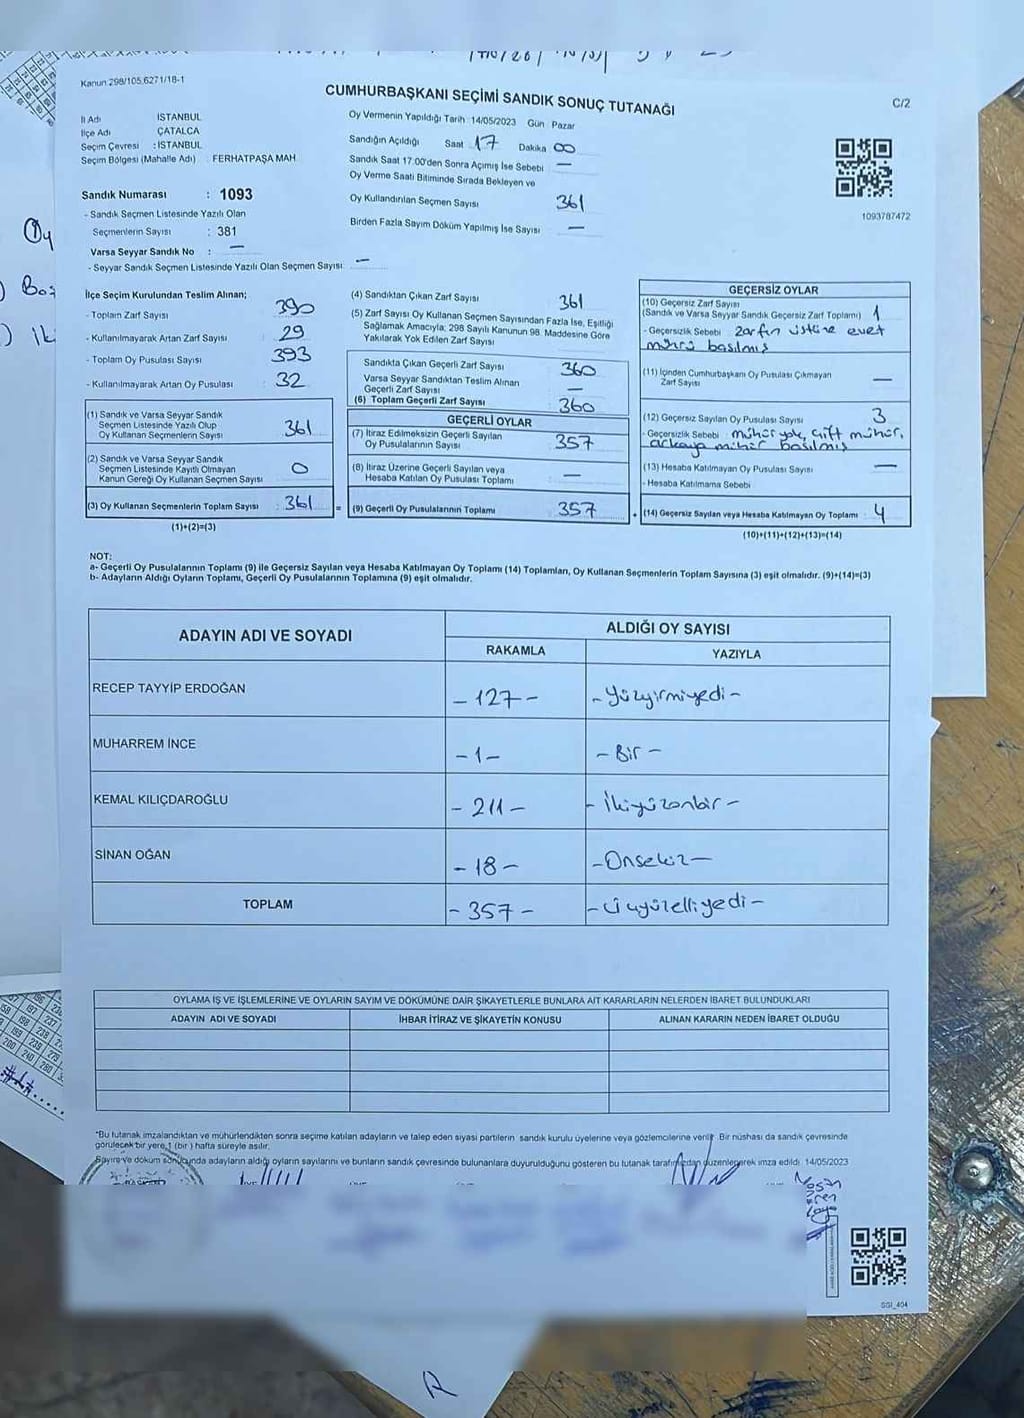 Kanun 298/105,6271/18-1
CUMHURBAŞKANI SEÇİMİ SANDIK SONUÇ TUTANAĞI
C/2
İl Adı İSTANBUL
İlçe Adı ÇATALCA
Seçim Çevresi : İSTANBUL
Seçim Bölgesi (Mahalle Adı) FERHATPAŞA MAH
Sandık Numarası : 1093
- Sandık Seçmen Listesinde Yazılı Olan
Seçmenlerin Sayısı : 381
Varsa Seyyar Sandık No : —
- Seyyar Sandık Seçmen Listesinde Yazılı Olan Seçmen Sayısı: —
Oy Vermenin Yapıldığı Tarih 14/05/2023 Gün Pazar
Sandığın Açıldığı Saat 17 Dakika 00
Sandık Saat 17.00'den Sonra Açımış İse Sebebi —
Oy Verme Saati Bitiminde Sırada Bekleyen ve
Oy Kullandırılan Seçmen Sayısı 361
Birden Fazla Sayım Döküm Yapılmış İse Sayısı —
1093787472
İlçe Seçim Kurulundan Teslim Alınan;
- Toplam Zarf Sayısı : 390
- Kullanılmayarak Artan Zarf Sayısı : 29
- Toplam Oy Pusulası Sayısı : 393
- Kullanılmayarak Artan Oy Pusulası : 32
(1) Sandık ve Varsa Seyyar Sandık
Seçmen Listesinde Yazılı Olup
Oy Kullanan Seçmenlerin Sayısı : 361
(2) Sandık ve Varsa Seyyar Sandık
Seçmen Listesinde Kayıtlı Olmayan
Kanun Gereği Oy Kullanan Seçmen Sayısı 0
(3) Oy Kullanan Seçmenlerin Toplam Sayısı : 361
(1)+(2)=(3)
(4) Sandıktan Çıkan Zarf Sayısı 361
(5) Zarf Sayısı Oy Kullanan Seçmen Sayısından Fazla İse, Eşitliği
Sağlamak Amacıyla; 298 Sayılı Kanunun 98. Maddesine Göre
Yakılarak Yok Edilen Zarf Sayısı
Sandıkta Çıkan Geçerli Zarf Sayısı 360
Varsa Seyyar Sandıktan Teslim Alınan
Geçerli Zarf Sayısı —
(6) Toplam Geçerli Zarf Sayısı 360
GEÇERLİ OYLAR
(7) İtiraz Edilmeksizin Geçerli Sayılan
Oy Pusulalarının Sayısı 357
(8) İtiraz Üzerine Geçerli Sayılan veya
Hesaba Katılan Oy Pusulası Toplamı —
= (9) Geçerli Oy Pusulalarının Toplamı 357
GEÇERSİZ OYLAR
(10) Geçersiz Zarf Sayısı
(Sandık ve Varsa Seyyar Sandık Geçersiz Zarf Toplamı) 1
- Geçersizlik Sebebi zarfın üstüne evet
mührü basılmış
(11) İçinden Cumhurbaşkanı Oy Pusulası Çıkmayan
Zarf Sayısı —
(12) Geçersiz Sayılan Oy Pusulası Sayısı 3
- Geçersizlik Sebebi : mühür yok, çift mühür,
arkaya mühür basılmış
(13) Hesaba Katılmayan Oy Pusulası Sayısı —
- Hesaba Katılmama Sebebi
+ (14) Geçersiz Sayılan veya Hesaba Katılmayan Oy Toplamı : 4
(10)+(11)+(12)+(13)=(14)
NOT:
a- Geçerli Oy Pusulalarının Toplamı (9) ile Geçersiz Sayılan veya Hesaba Katılmayan Oy Toplamı (14) Toplamları, Oy Kullanan Seçmenlerin Toplam Sayısına (3) eşit olmalıdır. (9)+(14)=(3)
b- Adayların Aldığı Oyların Toplamı, Geçerli Oy Pusulalarının Toplamına (9) eşit olmalıdır.
ADAYIN ADI VE SOYADI
ALDIĞI OY SAYISI
RAKAMLA YAZIYLA
RECEP TAYYİP ERDOĞAN - 127 - - Yüzyirmiyedi -
MUHARREM İNCE - 1 - - Bir -
KEMAL KILIÇDAROĞLU - 211 - - İkiyüzonbir -
SİNAN OĞAN - 18 - - Onsekiz -
TOPLAM - 357 - - Üçyüzelliyedi -
OYLAMA İŞ VE İŞLEMLERİNE VE OYLARIN SAYIM VE DÖKÜMÜNE DAİR ŞİKAYETLERLE BUNLARA AİT KARARLARIN NELERDEN İBARET BULUNDUKLARI
ADAYIN ADI VE SOYADI İHBAR İTİRAZ VE ŞİKAYETİN KONUSU ALINAN KARARIN NEDEN İBARET OLDUĞU
*Bu tutanak imzalandıktan ve mühürlendikten sonra seçime katılan adayların ve talep eden siyasi partilerin sandık kurulu üyelerine veya gözlemcilerine verilir. Bir nüshası da sandık çevresinde
görülecek bir yere 1 (bir) hafta süreyle asılır.
Sayım ve döküm sonucunda adayların aldığı oyların sayılarını ve bunların sandık çevresinde bulunanlara duyurulduğunu gösteren bu tutanak tarafımızdan düzenlenerek imza edildi. 14/05/2023
SGI_404